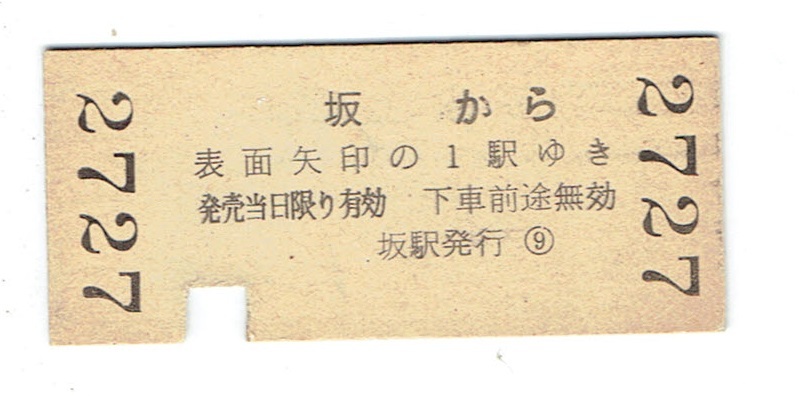 2727
坂 から
表面矢印の1駅ゆき
発売当日限り有効 下車前途無効
坂駅発行 ⑨
2727